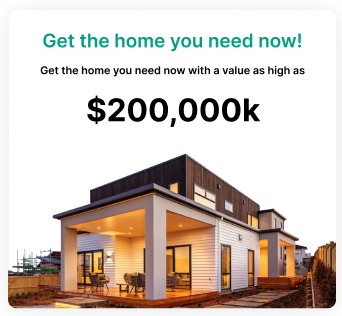 Get the home you need now!
Get the home you need now with a value as high as
$200,000k